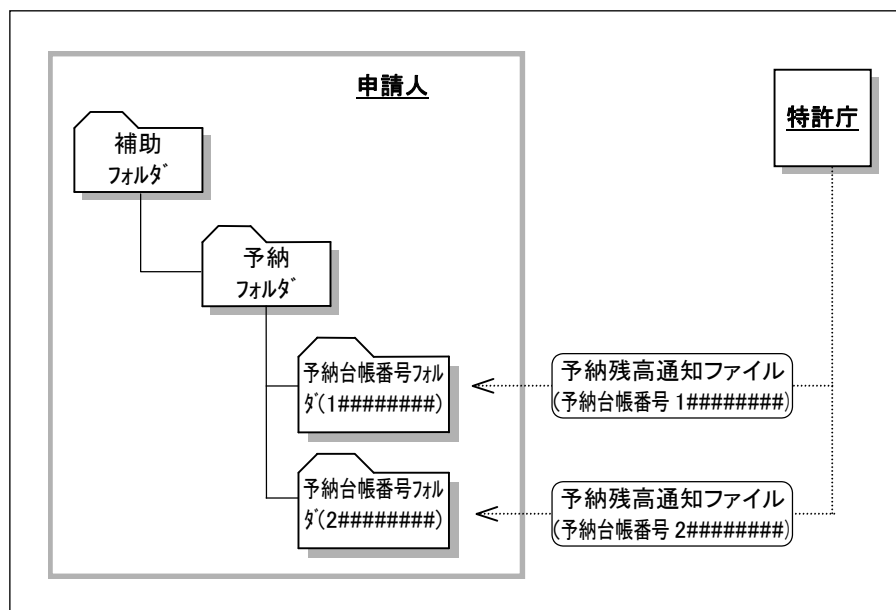 申請人
特許庁
補助
フォルダ
予納
フォルダ
予納台帳番号フォル
ダ(1########)
予納残高通知ファイル
(予納台帳番号 1########)
予納台帳番号フォル
ダ(2########)
予納残高通知ファイル
(予納台帳番号 2########)